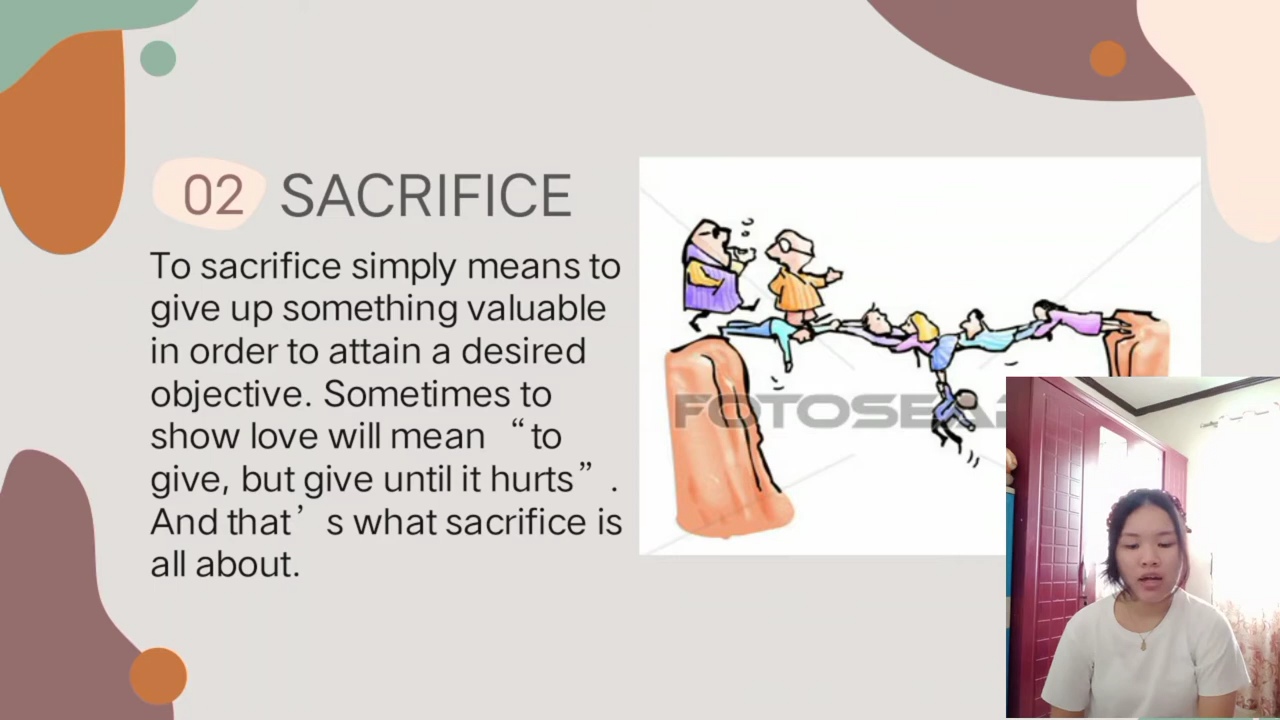 02 SACRIFICE
To sacrifice simply means to
give up something valuable
in order to attain a desired
objective. Sometimes to
show love will mean “to
give, but give until it hurts”.
And that’s what sacrifice is
all about.